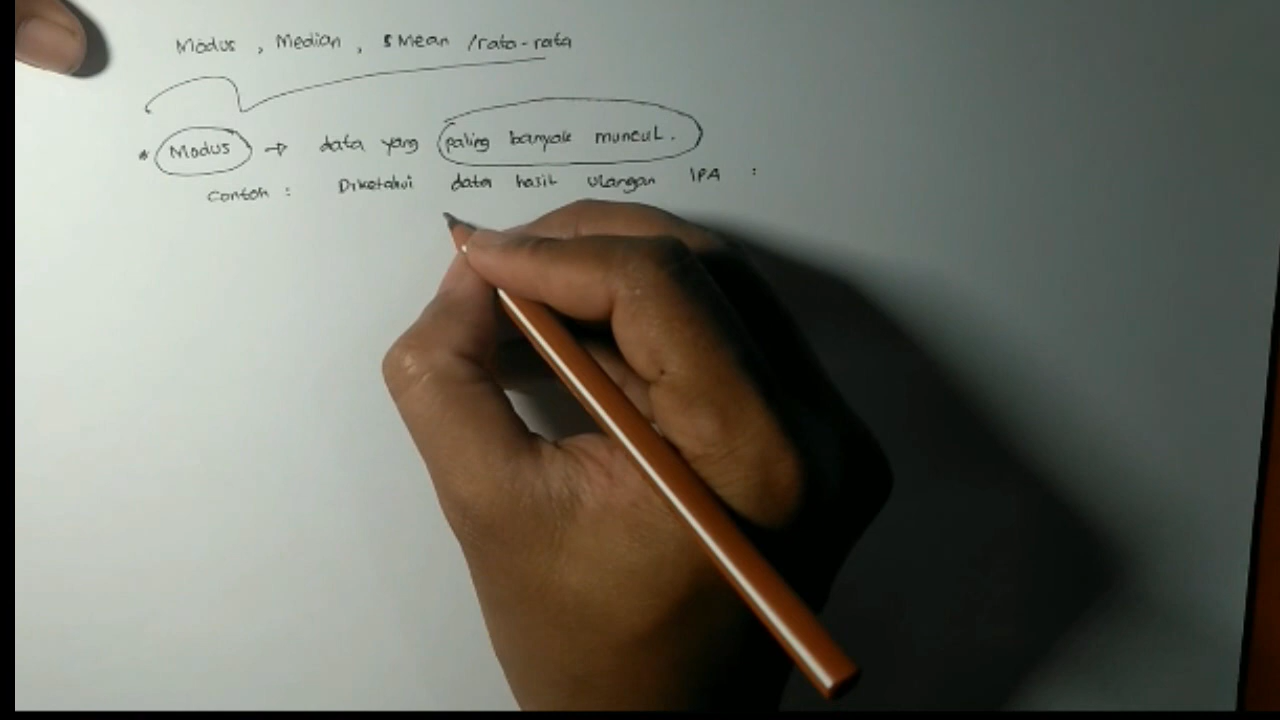 Modus , Median , & Mean /rata-rata
* Modus → data yang paling banyak muncul.
Contoh : Diketahui data hasil ulangan IPA :